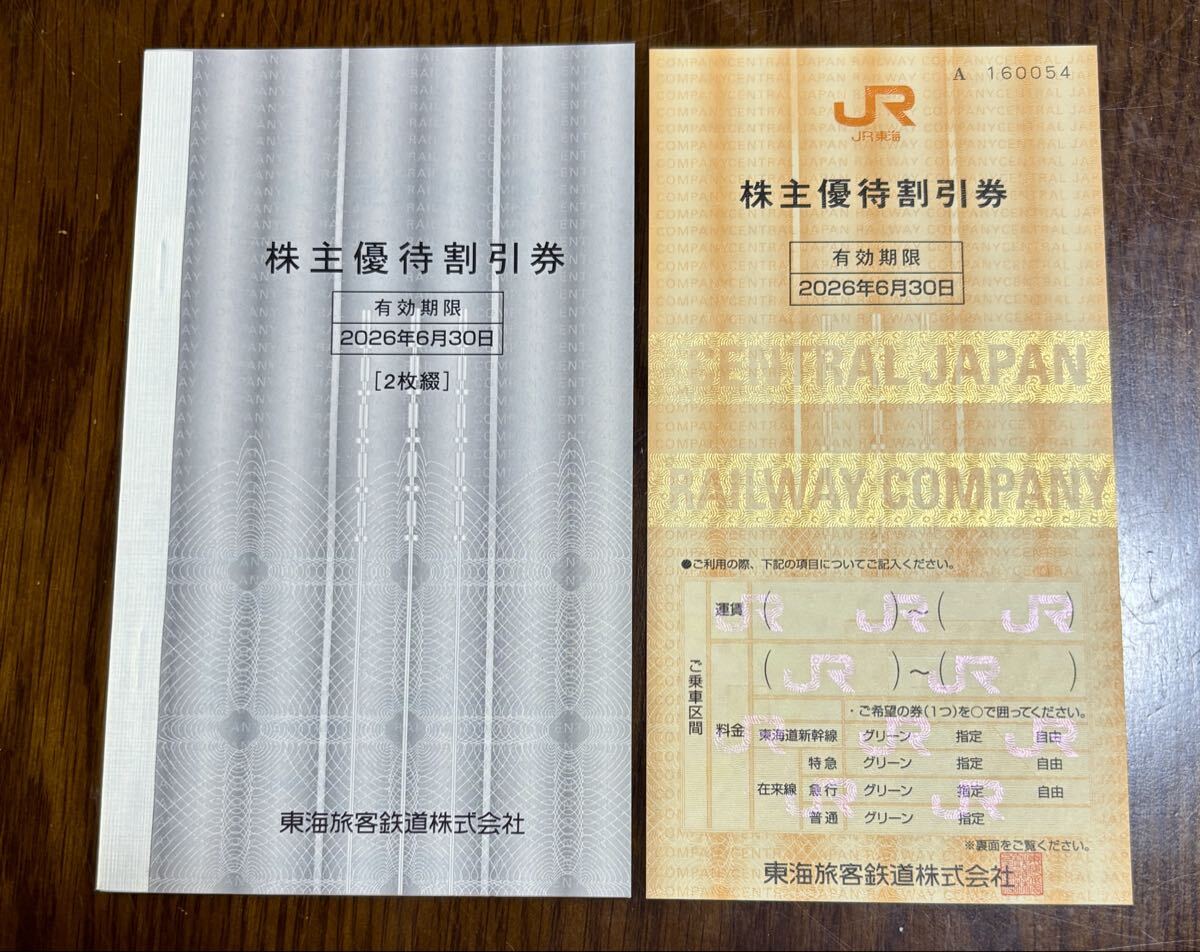 株主優待割引券
有効期限
2026年6月30日
[2枚綴]
東海旅客鉄道株式会社
A 160054
JR
JR東海
株主優待割引券
有効期限
2026年6月30日
CENTRAL JAPAN
RAILWAY COMPANY
●ご利用の際、下記の項目についてご記入ください。
ご乗車区間
運賃 ( )~( )
料金 ( )~( )
・ご希望の券(1つ)を○で囲ってください。
東海道新幹線 グリーン 指定 自由
在来線 特急 グリーン 指定 自由
急行 グリーン 指定 自由
普通 グリーン 指定
※裏面をご覧ください。
東海旅客鉄道株式会社